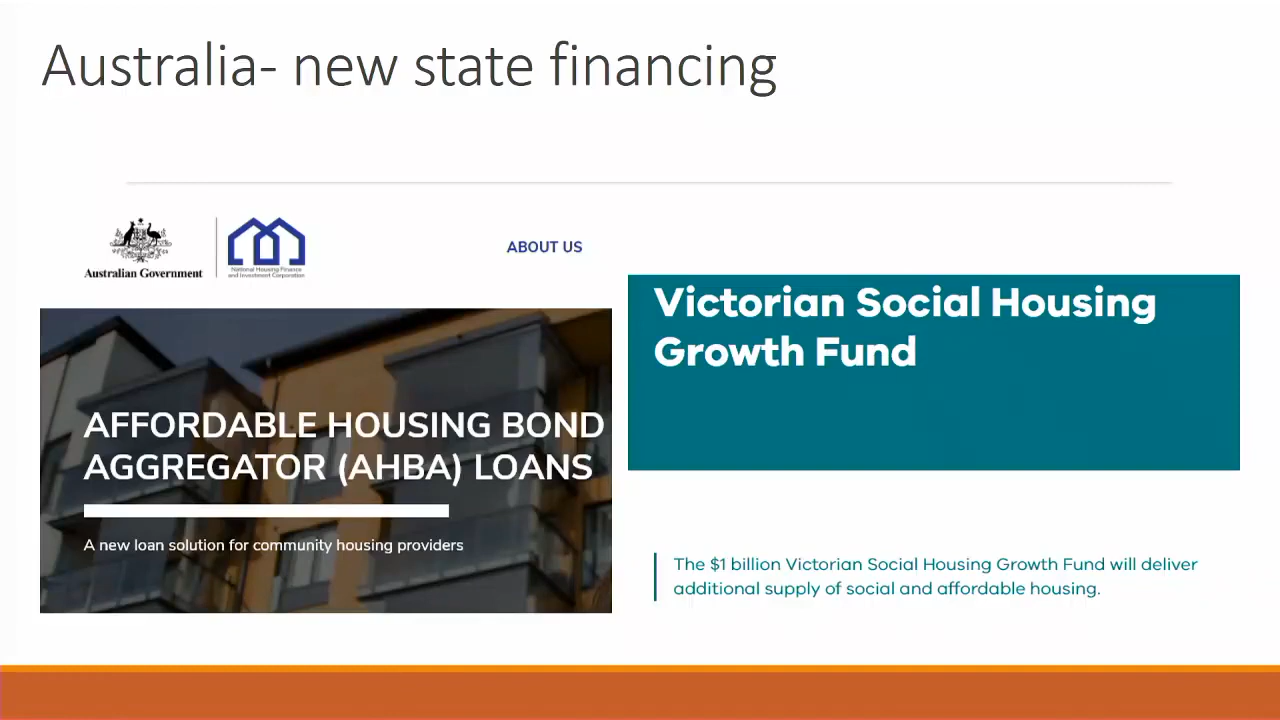 Australia- new state financing
Australian Government
National Housing Finance
and Investment Corporation
ABOUT US
AFFORDABLE HOUSING BOND
AGGREGATOR (AHBA) LOANS
A new loan solution for community housing providers
Victorian Social Housing
Growth Fund
The $1 billion Victorian Social Housing Growth Fund will deliver
additional supply of social and affordable housing.